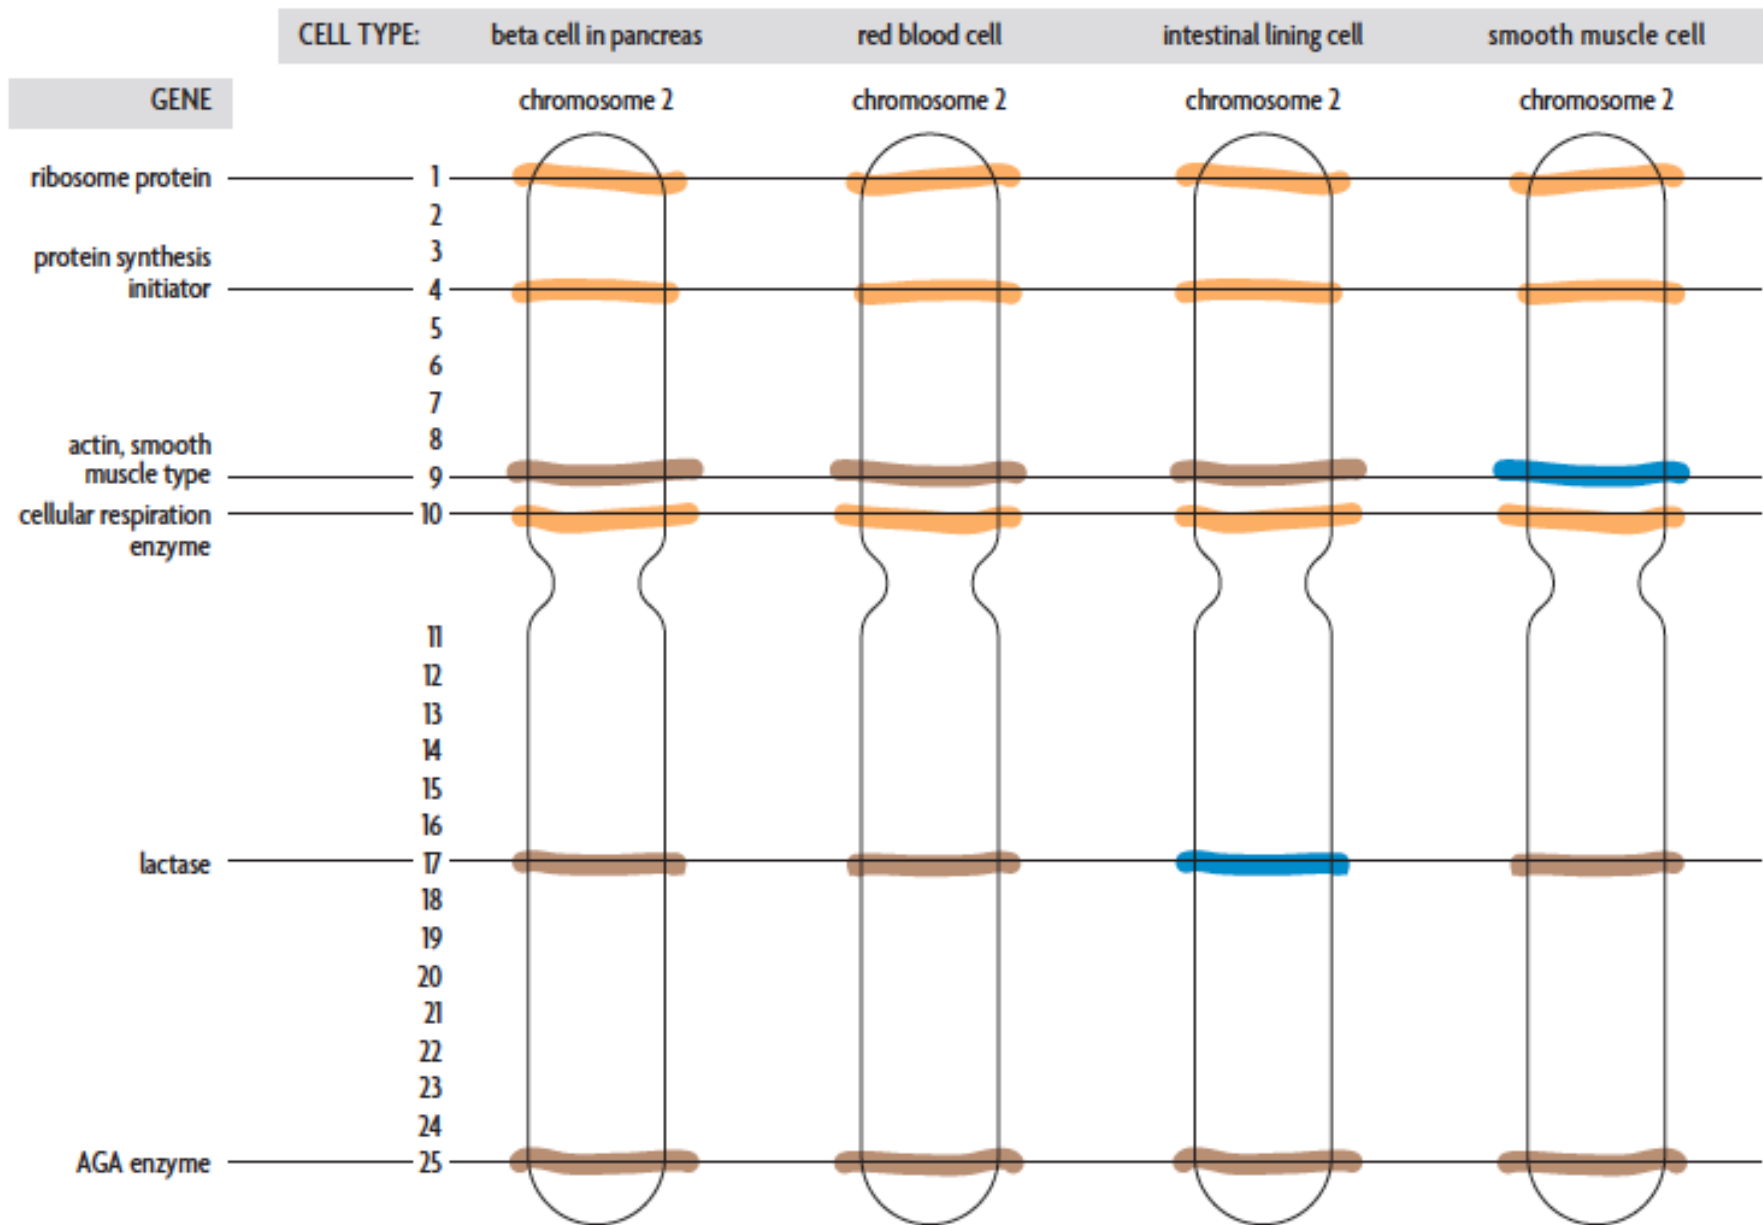 CELL TYPE: beta cell in pancreas red blood cell intestinal lining cell smooth muscle cell
GENE chromosome 2 chromosome 2 chromosome 2 chromosome 2
ribosome protein 1
2
3
protein synthesis
initiator 4
5
6
7
8
actin, smooth
muscle type 9
cellular respiration 10
enzyme
11
12
13
14
15
16
lactase 17
18
19
20
21
22
23
24
AGA enzyme 25